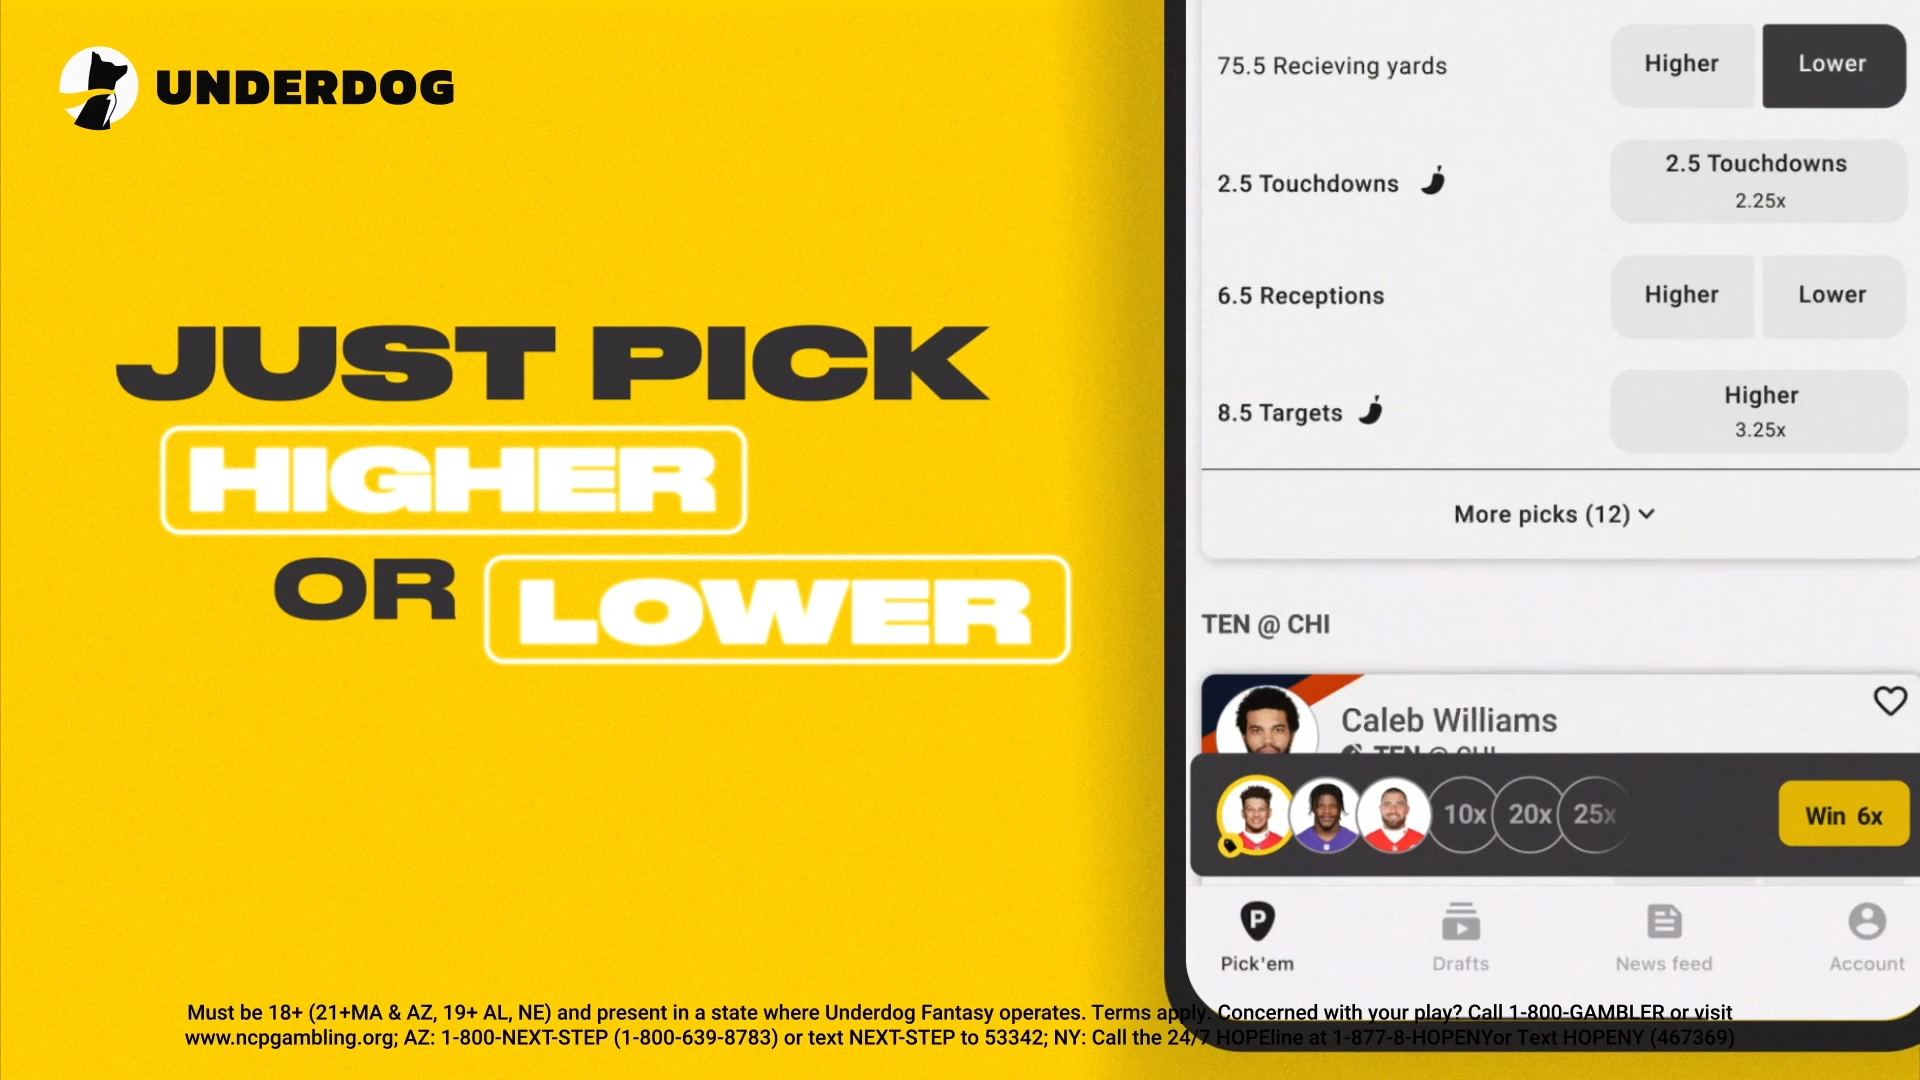 UNDERDOG
JUST PICK
HIGHER
OR LOWER
75.5 Recieving yards
Higher
Lower
2.5 Touchdowns
2.5 Touchdowns
2.25x
6.5 Receptions
Higher
Lower
8.5 Targets
Higher
3.25x
More picks (12)
TEN @ CHI
Caleb Williams
TEN @ CHI
10x
20x
25x
Win 6x
P
Pick'em
Drafts
News feed
Account
Must be 18+ (21+MA & AZ, 19+ AL, NE) and present in a state where Underdog Fantasy operates. Terms apply. Concerned with your play? Call 1-800-GAMBLER or visit
www.ncpgambling.org; AZ: 1-800-NEXT-STEP (1-800-639-8783) or text NEXT-STEP to 53342; NY: Call the 24/7 HOPEline at 1-877-8-HOPENYor Text HOPENY (467369)